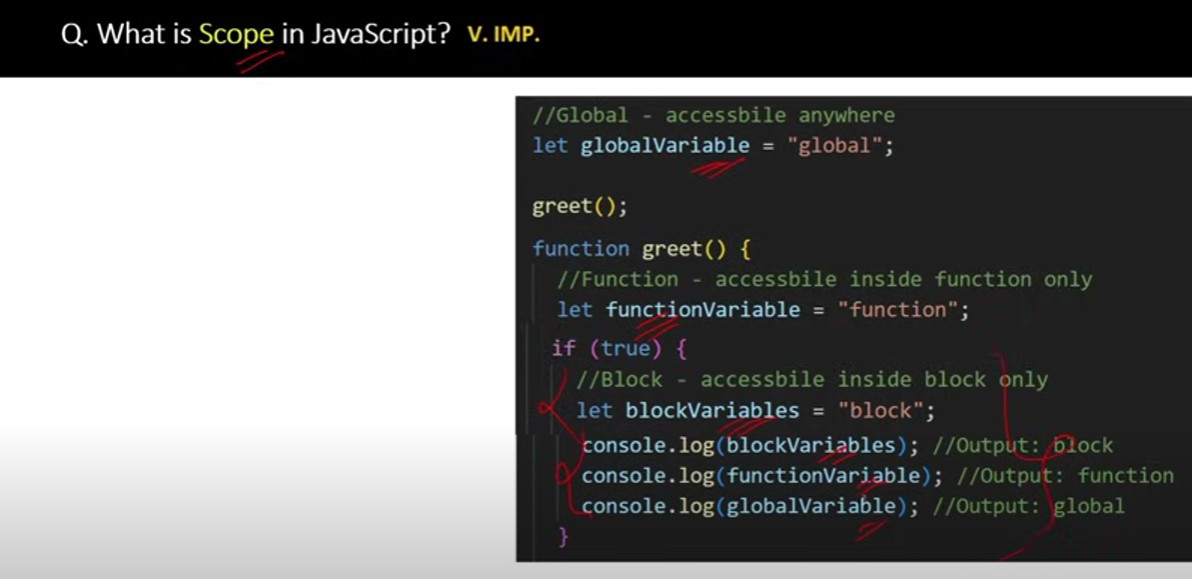 Q. What is Scope in JavaScript? V. IMP.
//Global - accessbile anywhere
let globalVariable = "global";
greet();
function greet() {
//Function - accessbile inside function only
let functionVariable = "function";
if (true) {
//Block - accessbile inside block only
let blockVariables = "block";
console.log(blockVariables); //Output: block
console.log(functionVariable); //Output: function
console.log(globalVariable); //Output: global
}